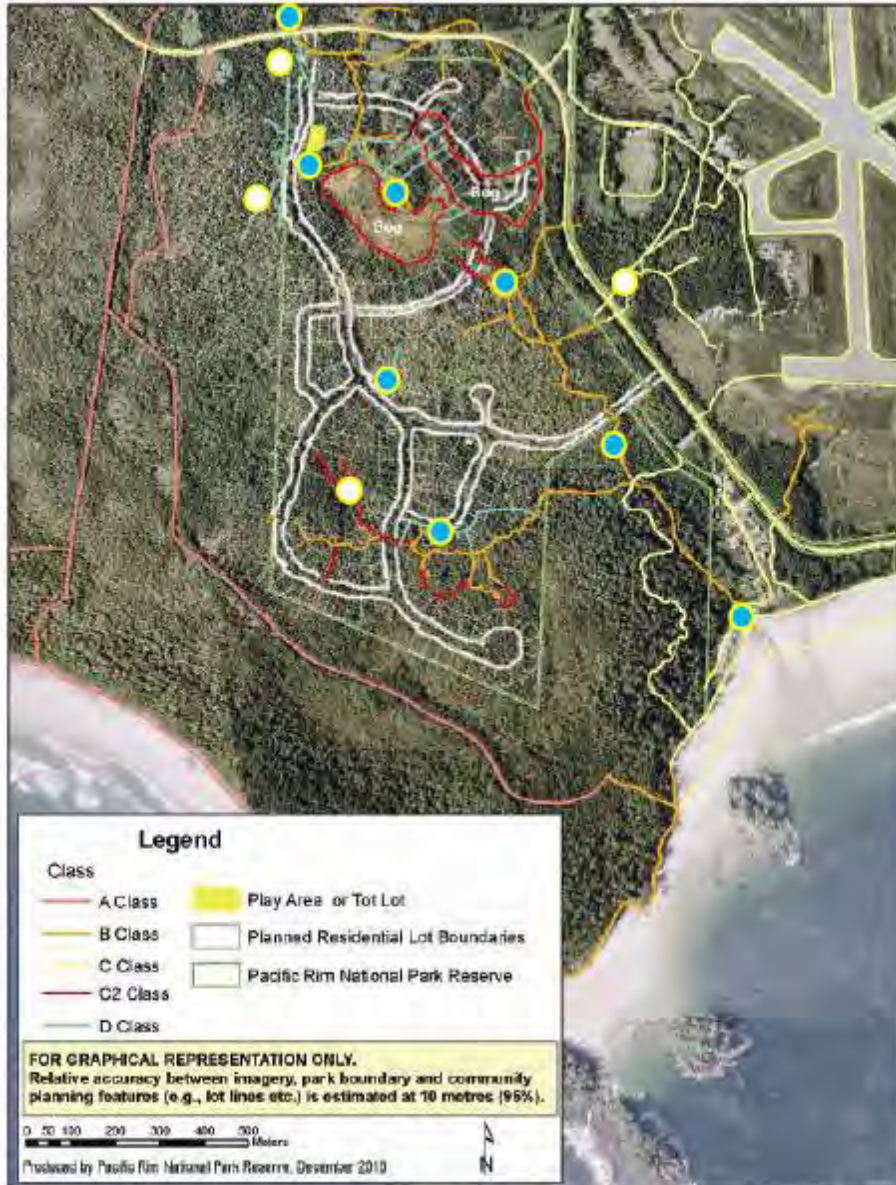 Bog
Bog
Legend
Class
A Class
B Class
C Class
C2 Class
D Class
Play Area or Tot Lot
Planned Residential Lot Boundaries
Pacific Rim National Park Reserve
FOR GRAPHICAL REPRESENTATION ONLY.
Relative accuracy between imagery, park boundary and community
planning features (e.g., lot lines etc.) is estimated at 10 metres (95%).
0 50 100 200 300 400 500
Meters
N
Produced by Pacific Rim National Park Reserve, December 2010